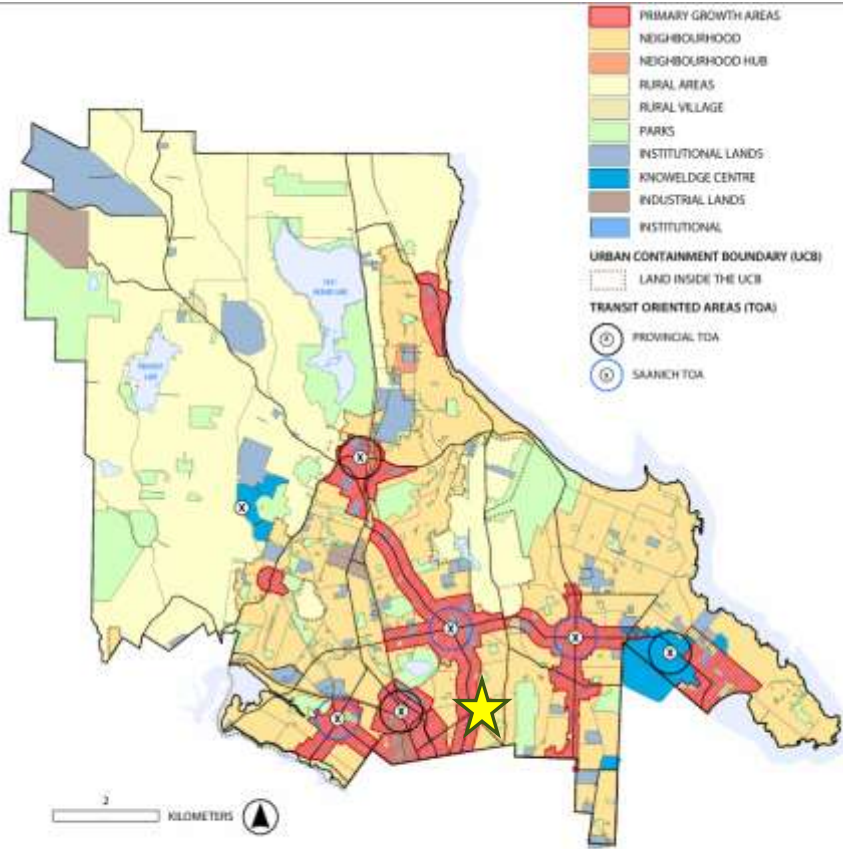 PRIMARY GROWTH AREAS
NEIGHBOURHOOD
NEIGHBOURHOOD HUB
RURAL AREAS
RURAL VILLAGE
PARKS
INSTITUTIONAL LANDS
KNOWELDGE CENTRE
INDUSTRIAL LANDS
INSTITUTIONAL
URBAN CONTAINMENT BOUNDARY (UCB)
LAND INSIDE THE UCB
TRANSIT ORIENTED AREAS (TOA)
X PROVINCIAL TOA
X SAANICH TOA
X
X
X
X
X
X
X
2
KILOMETERS